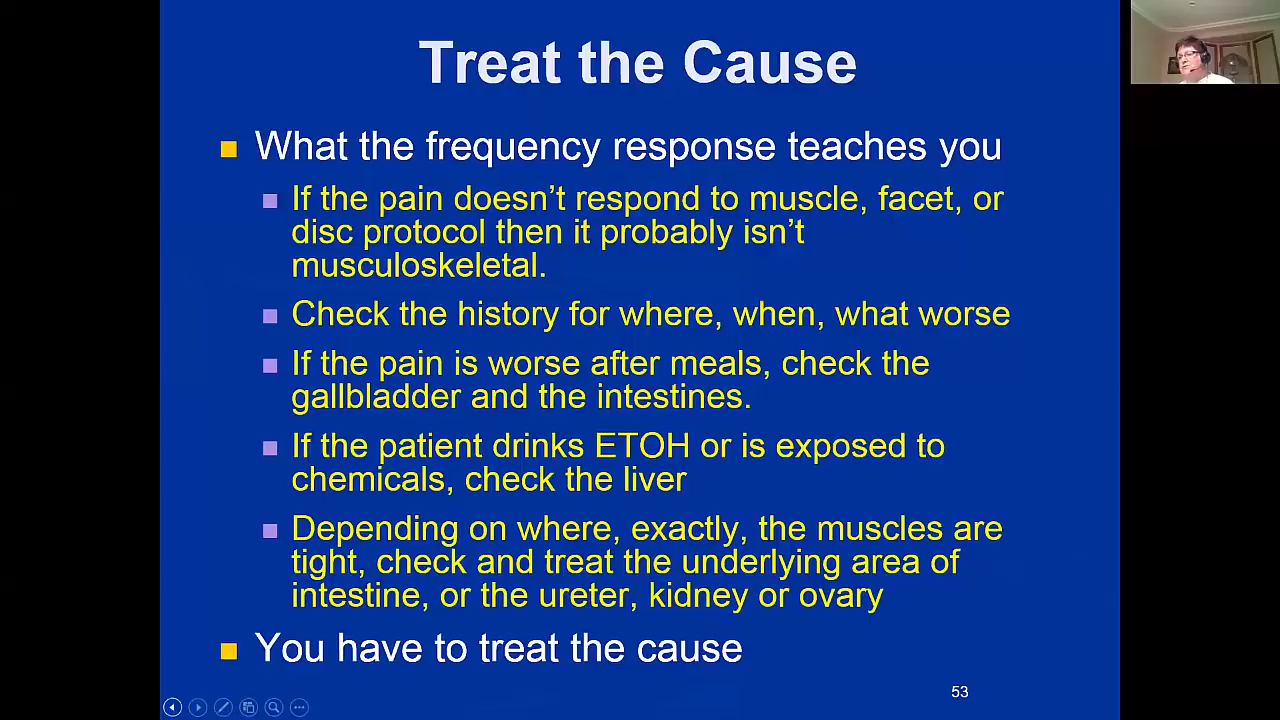 Treat the Cause
What the frequency response teaches you
If the pain doesn’t respond to muscle, facet, or
disc protocol then it probably isn’t
musculoskeletal.
Check the history for where, when, what worse
If the pain is worse after meals, check the
gallbladder and the intestines.
If the patient drinks ETOH or is exposed to
chemicals, check the liver
Depending on where, exactly, the muscles are
tight, check and treat the underlying area of
intestine, or the ureter, kidney or ovary
You have to treat the cause
53